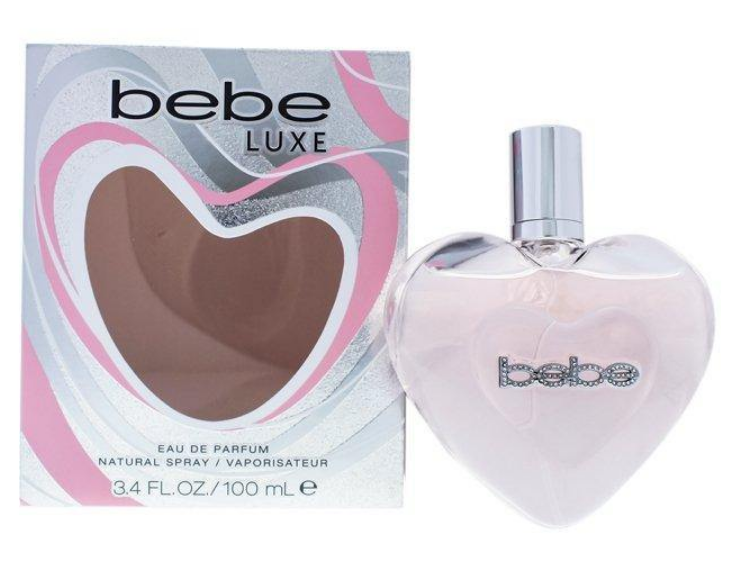 bebe
LUXE
EAU DE PARFUM
NATURAL SPRAY / VAPORISATEUR
3.4 FL.OZ./100 mL ℮
bebe